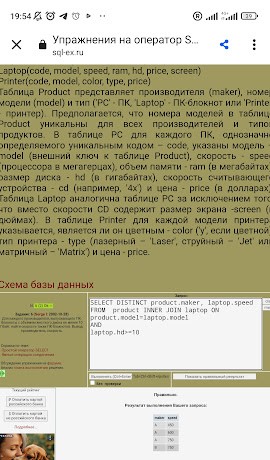 19:54
39
Упражнения на оператор S...
sql-ex.ru
Laptop(code, model, speed, ram, hd, price, screen)
Printer(code, model, color, type, price)
Таблица Product представляет производителя (maker), номер
модели (model) и тип ('PC' - ПК, 'Laptop' - ПК-блокнот или 'Printer'
- принтер). Предполагается, что номера моделей в таблице
Product уникальны для всех производителей и типов
продуктов. В таблице PC для каждого ПК, однозначно
определяемого уникальным кодом – code, указаны модель -
model (внешний ключ к таблице Product), скорость - speed
(процессора в мегагерцах), объем памяти - ram (в мегабайтах),
размер диска - hd (в гигабайтах), скорость считывающего
устройства - cd (например, '4x') и цена - price (в долларах).
Таблица Laptop аналогична таблице РС за исключением того,
что вместо скорости CD содержит размер экрана -screen (в
дюймах). В таблице Printer для каждой модели принтера
указывается, является ли он цветным - color ('y', если цветной),
тип принтера - type (лазерный – 'Laser', струйный – 'Jet' или
матричный – 'Matrix') и цена - price.
Схема базы данных
Запрос:
SELECT DISTINCT product.maker, laptop.speed
FROM product INNER JOIN laptop ON
product.model=laptop.model
AND
laptop.hd>=10
Без проверки
Правильно.
Результат выполнения Вашего запроса:
maker speed
A 450
A 600
A 750
B 750